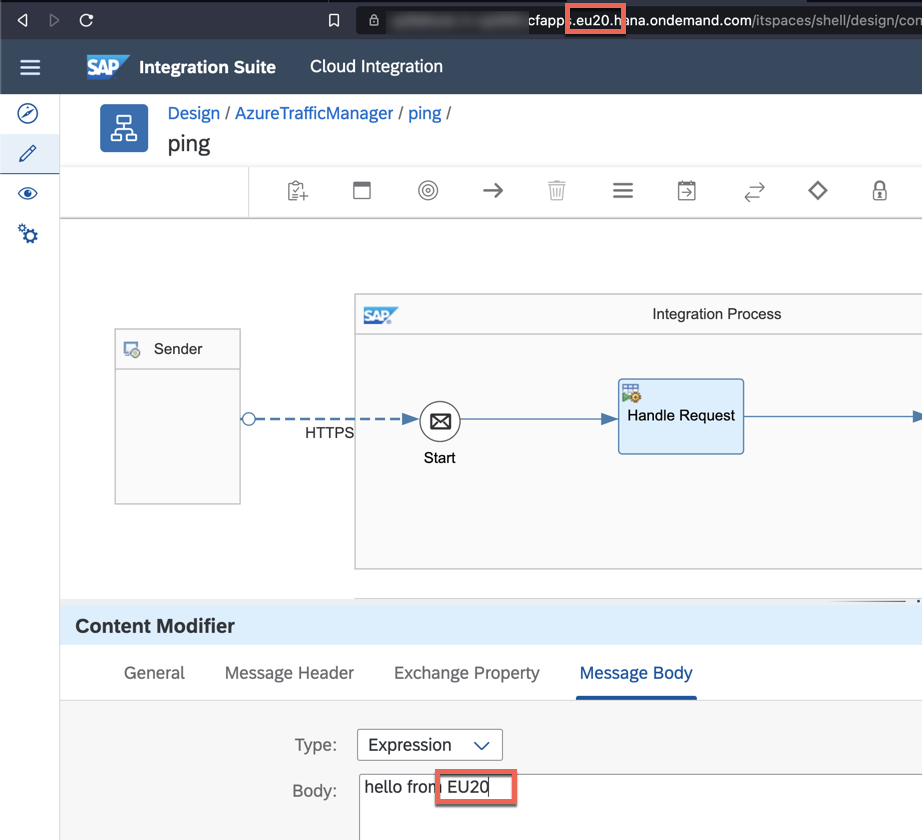 cfapps.eu20.hana.ondemand.com/itspaces/shell/design/con
SAP Integration Suite Cloud Integration
Design / AzureTrafficManager / ping /
ping
SAP Integration Process
Sender
HTTPS
Handle Request
Start
Content Modifier
General Message Header Exchange Property Message Body
Type: Expression
Body: hello from EU20